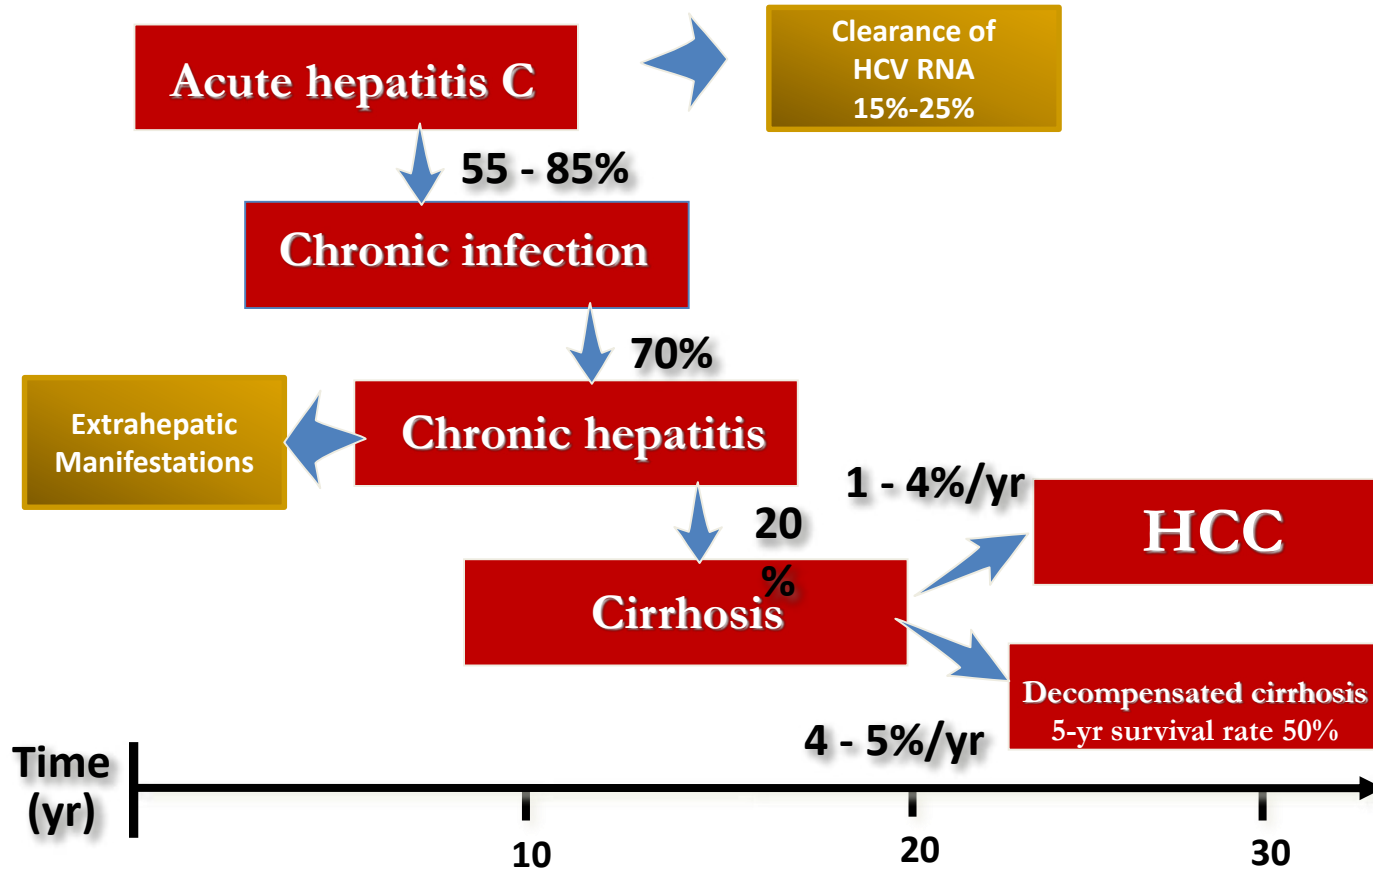 Acute hepatitis C
Clearance of
HCV RNA
15%-25%
55 - 85%
Chronic infection
70%
Extrahepatic
Manifestations
Chronic hepatitis
1 - 4%/yr
20
%
HCC
Cirrhosis
Decompensated cirrhosis
5-yr survival rate 50%
4 - 5%/yr
Time
(yr)
10
20
30